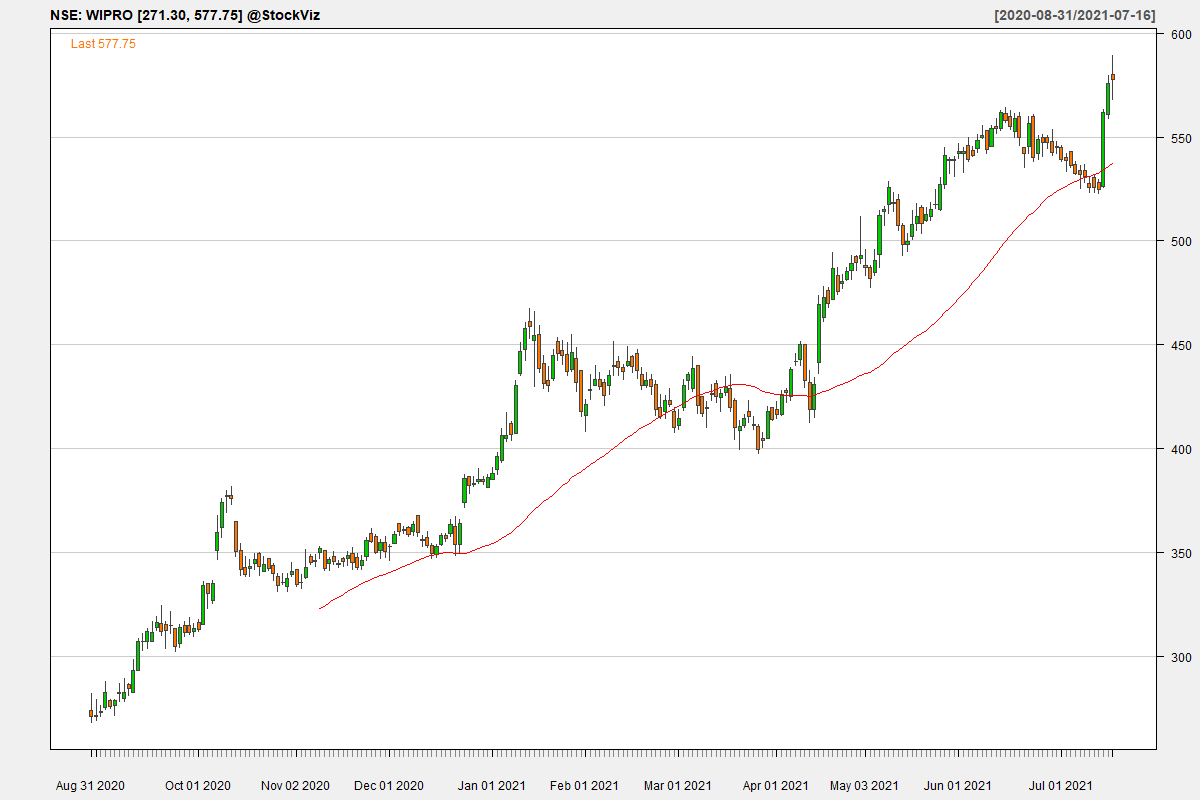 NSE: WIPRO [271.30, 577.75] @StockViz
[2020-08-31/2021-07-16]
Last 577.75
600
550
500
450
400
350
300
Aug 31 2020
Oct 01 2020
Nov 02 2020
Dec 01 2020
Jan 01 2021
Feb 01 2021
Mar 01 2021
Apr 01 2021
May 03 2021
Jun 01 2021
Jul 01 2021